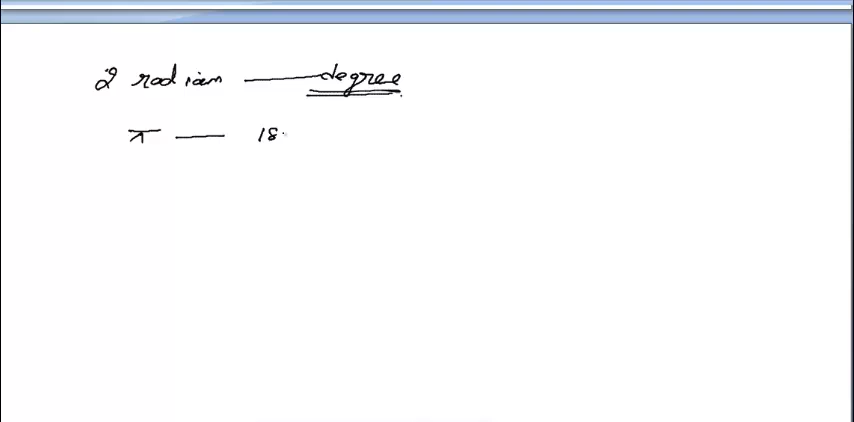 2 radian — degree
π — 18